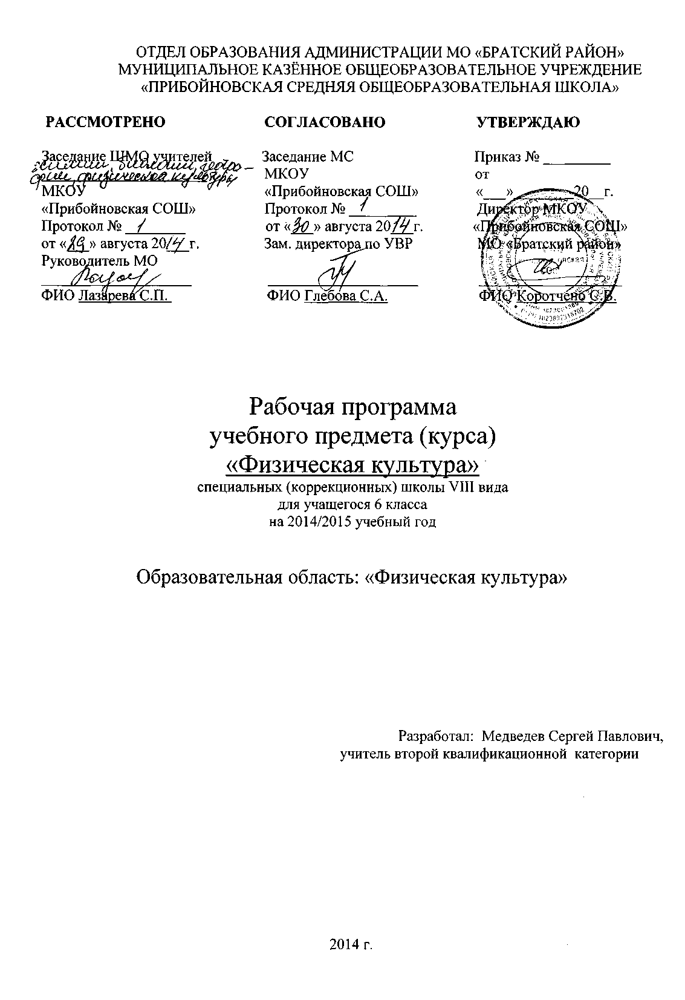 ОТДЕЛ ОБРАЗОВАНИЯ АДМИНИСТРАЦИИ МО «БРАТСКИЙ РАЙОН»
МУНИЦИПАЛЬНОЕ КАЗЁННОЕ ОБЩЕОБРАЗОВАТЕЛЬНОЕ УЧРЕЖДЕНИЕ
«ПРИБОЙНОВСКАЯ СРЕДНЯЯ ОБЩЕОБРАЗОВАТЕЛЬНАЯ ШКОЛА»
РАССМОТРЕНО
Заседание ШМО учителей
химии, биологии, геогра-
фии, физической культуры
МКОУ
«Прибойновская СОШ»
Протокол № 1
от «29» августа 2014 г.
Руководитель МО
ФИО Лазарева С.П.
СОГЛАСОВАНО
Заседание МС
МКОУ
«Прибойновская СОШ»
Протокол № 1
от «30» августа 2014 г.
Зам. директора по УВР
ФИО Глебова С.А.
УТВЕРЖДАЮ
Приказ № _________
от
«___» ________20__г.
Директор МКОУ
«Прибойновская СОШ»
МО «Братский район»
ФИО Коротченко С.В.
Рабочая программа
учебного предмета (курса)
«Физическая культура»
специальных (коррекционных) школы VIII вида
для учащегося 6 класса
на 2014/2015 учебный год
Образовательная область: «Физическая культура»
Разработал: Медведев Сергей Павлович,
учитель второй квалификационной категории
2014 г.